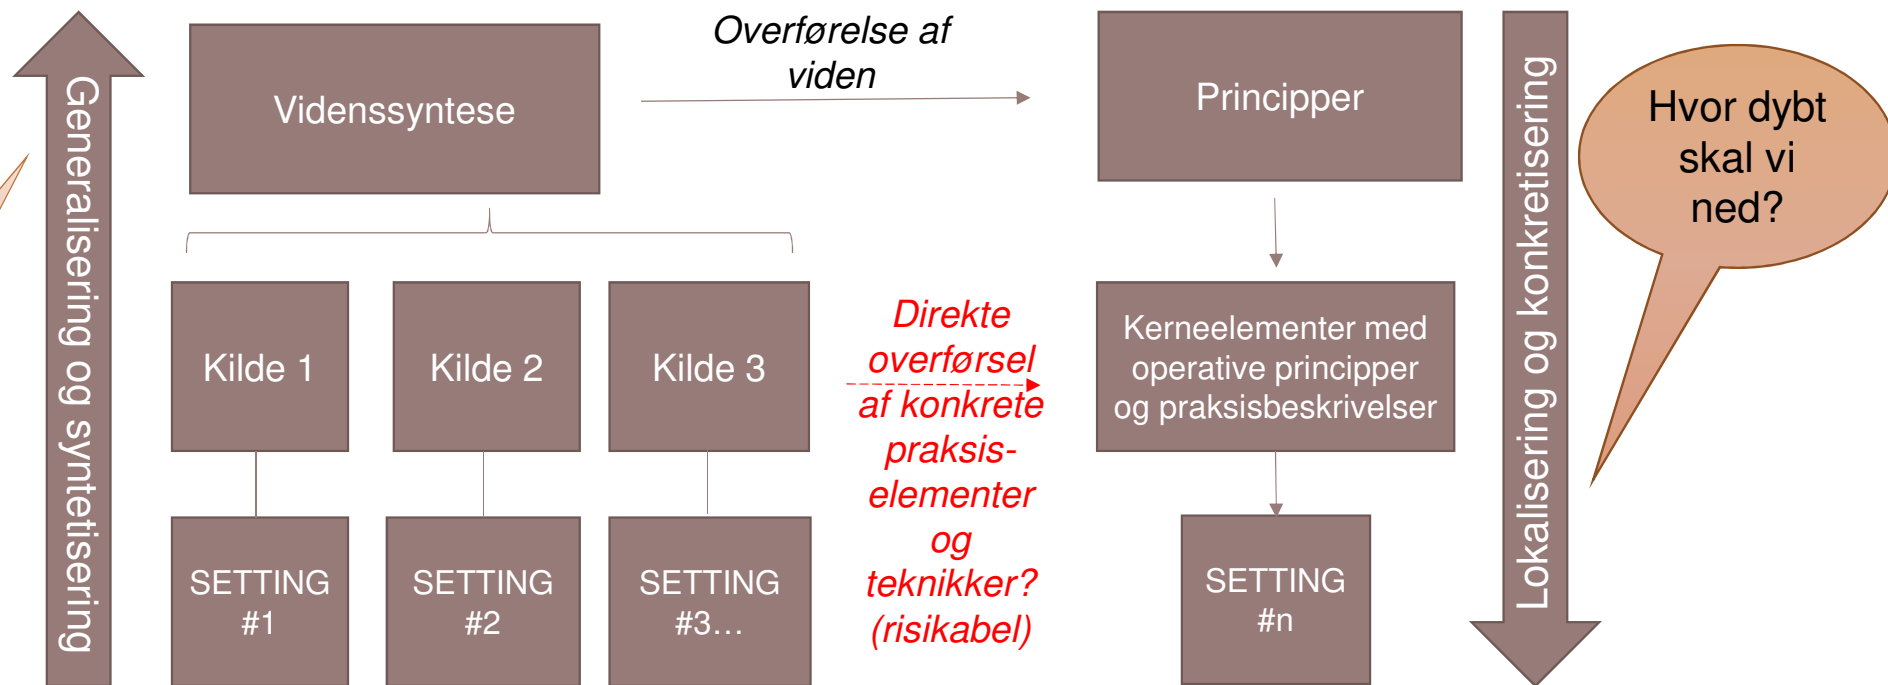 Generalisering og syntetisering
Videnssyntese
Overførelse af
viden
Principper
Lokalisering og konkretisering
Hvor dybt
skal vi
ned?
Kilde 1
Kilde 2
Kilde 3
Direkte
overførsel
af konkrete
praksis-
elementer
og
teknikker?
(risikabel)
Kerneelementer med
operative principper
og praksisbeskrivelser
SETTING
#1
SETTING
#2
SETTING
#3…
SETTING
#n